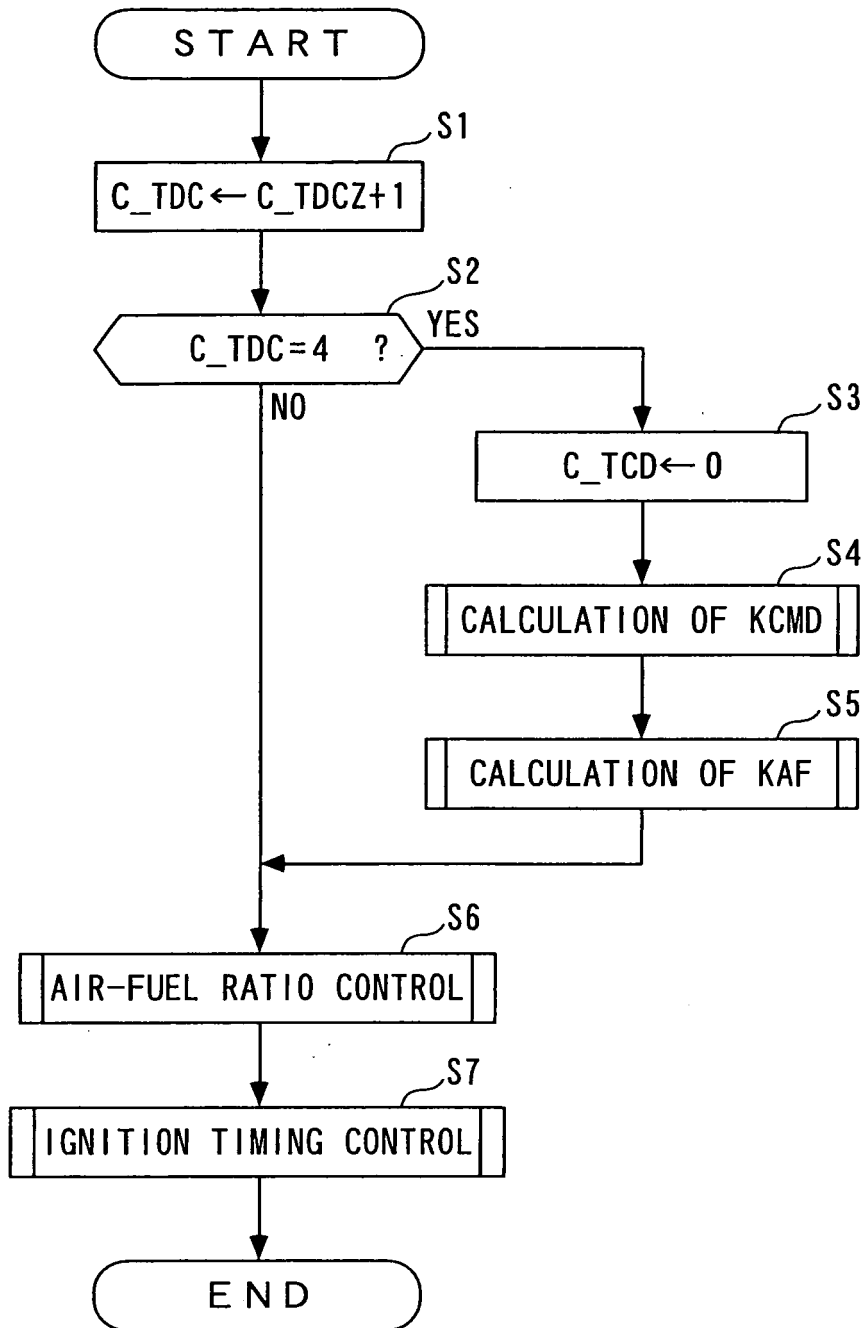 START
S1
C_TDC←C_TDCZ+1
S2
C_TDC=4 ?
YES
NO
S3
C_TCD←0
S4
CALCULATION OF KCMD
S5
CALCULATION OF KAF
S6
AIR-FUEL RATIO CONTROL
S7
IGNITION TIMING CONTROL
END